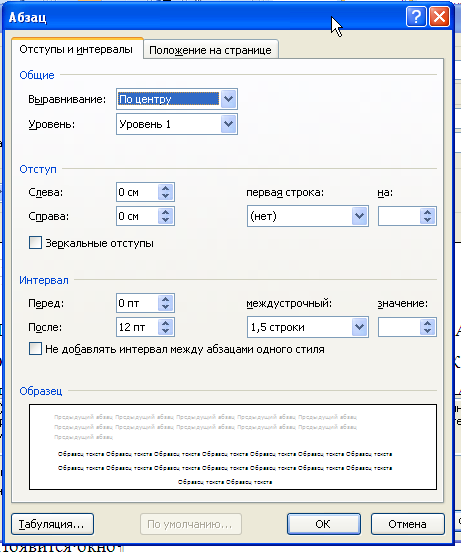 Абзац
Отступы и интервалы Положение на странице
Общие
Выравнивание: По центру
Уровень: Уровень 1
Отступ
Слева: 0 см первая строка: на:
Справа: 0 см (нет)
Зеркальные отступы
Интервал
Перед: 0 пт междустрочный: значение:
После: 12 пт 1,5 строки
Не добавлять интервал между абзацами одного стиля
Образец
Предыдущий абзац Предыдущий абзац Предыдущий абзац Предыдущий абзац Предыдущий абзац
Предыдущий абзац Предыдущий абзац Предыдущий абзац Предыдущий абзац Предыдущий абзац
Предыдущий абзац
Образец текста Образец текста Образец текста Образец текста Образец текста Образец текста Образец текста
Образец текста Образец текста Образец текста Образец текста Образец текста Образец текста Образец текста
Образец текста Образец текста
Табуляция... По умолчанию... ОК Отмена
Появится окно